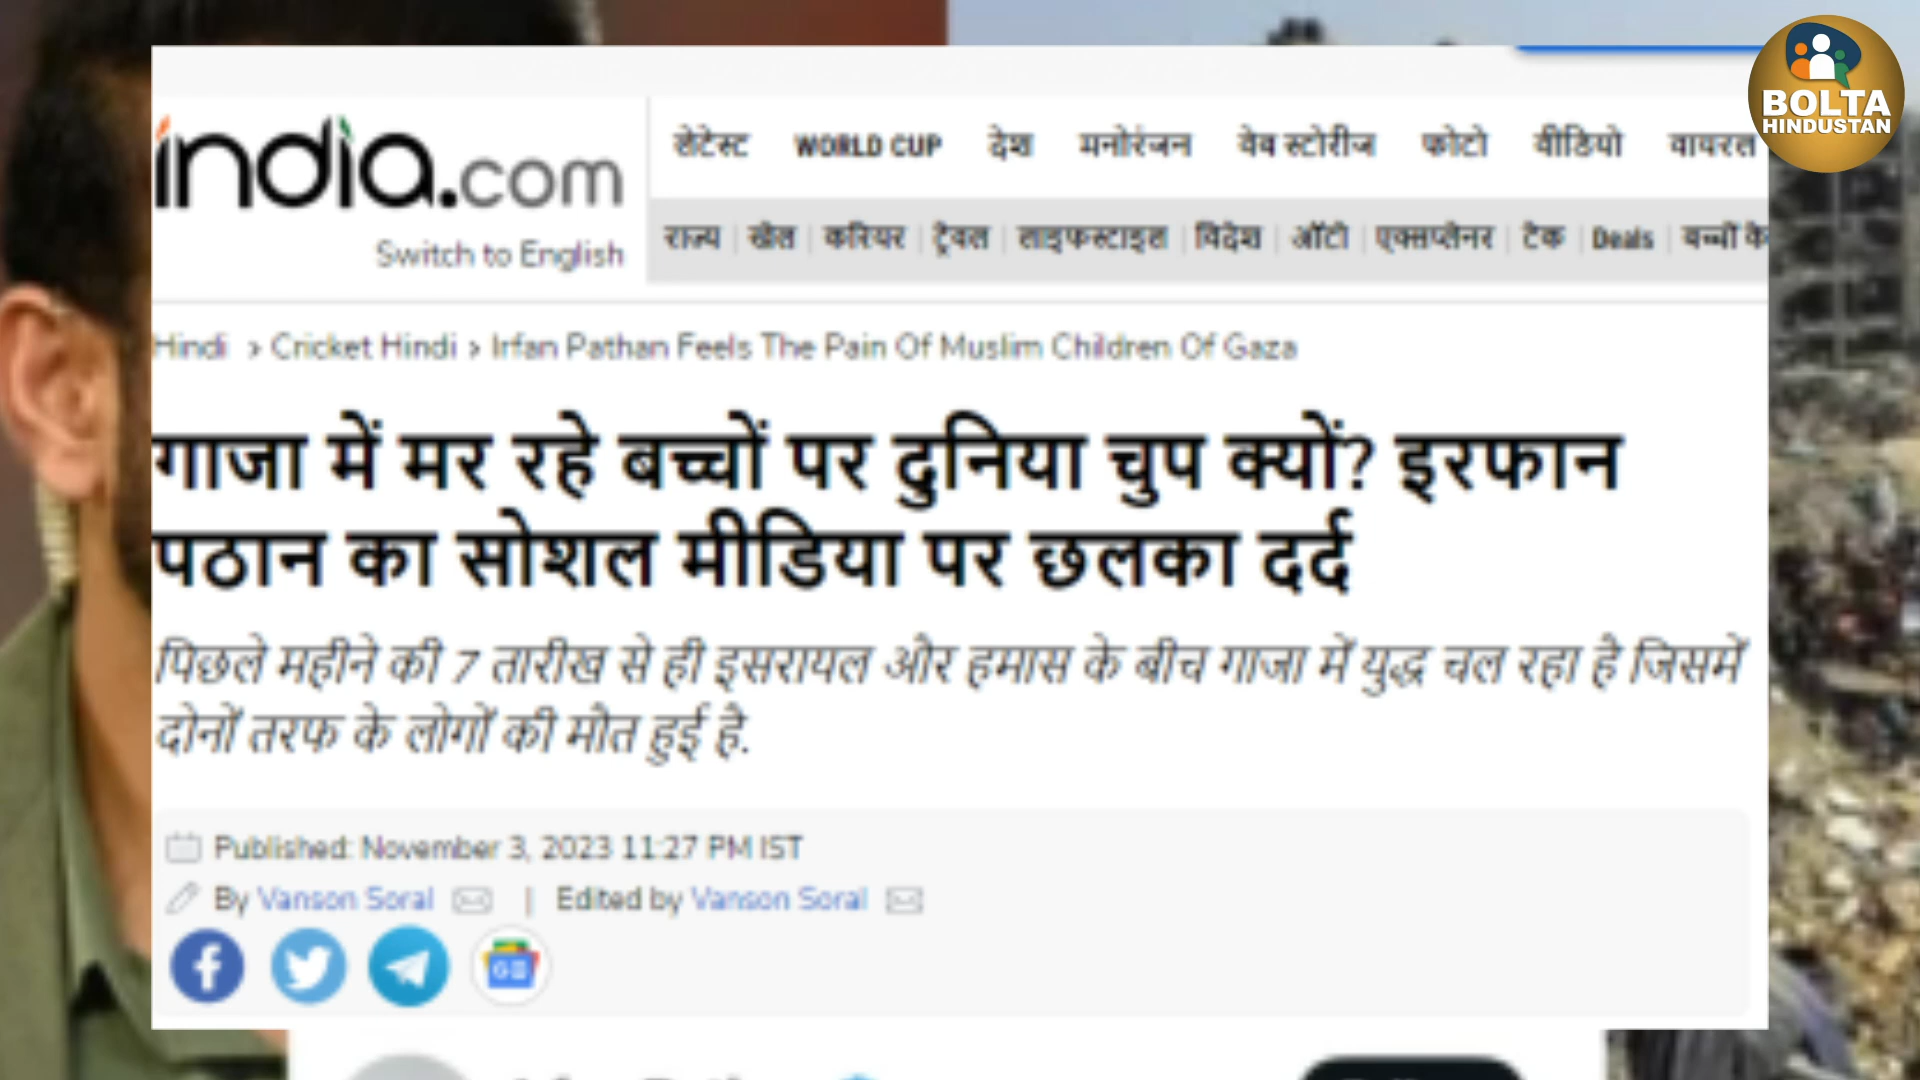 BOLTA
HINDUSTAN
india.com
Switch to English
लेटेस्ट WORLD CUP देश मनोरंजन वेब स्टोरीज फोटो वीडियो वायरल
राज्य | खेल | करियर | ट्रेवल | लाइफस्टाइल | विदेश | ऑटो | एक्सप्लेनर | टेक | Deals | बच्चों के
Hindi > Cricket Hindi > Irfan Pathan Feels The Pain Of Muslim Children Of Gaza
गाजा में मर रहे बच्चों पर दुनिया चुप क्यों? इरफान
पठान का सोशल मीडिया पर छलका दर्द
पिछले महीने की 7 तारीख से ही इसरायल और हमास के बीच गाजा में युद्ध चल रहा है जिसमें
दोनों तरफ के लोगों की मौत हुई है.
Published: November 3, 2023 11:27 PM IST
By Vanson Soral | Edited by Vanson Soral